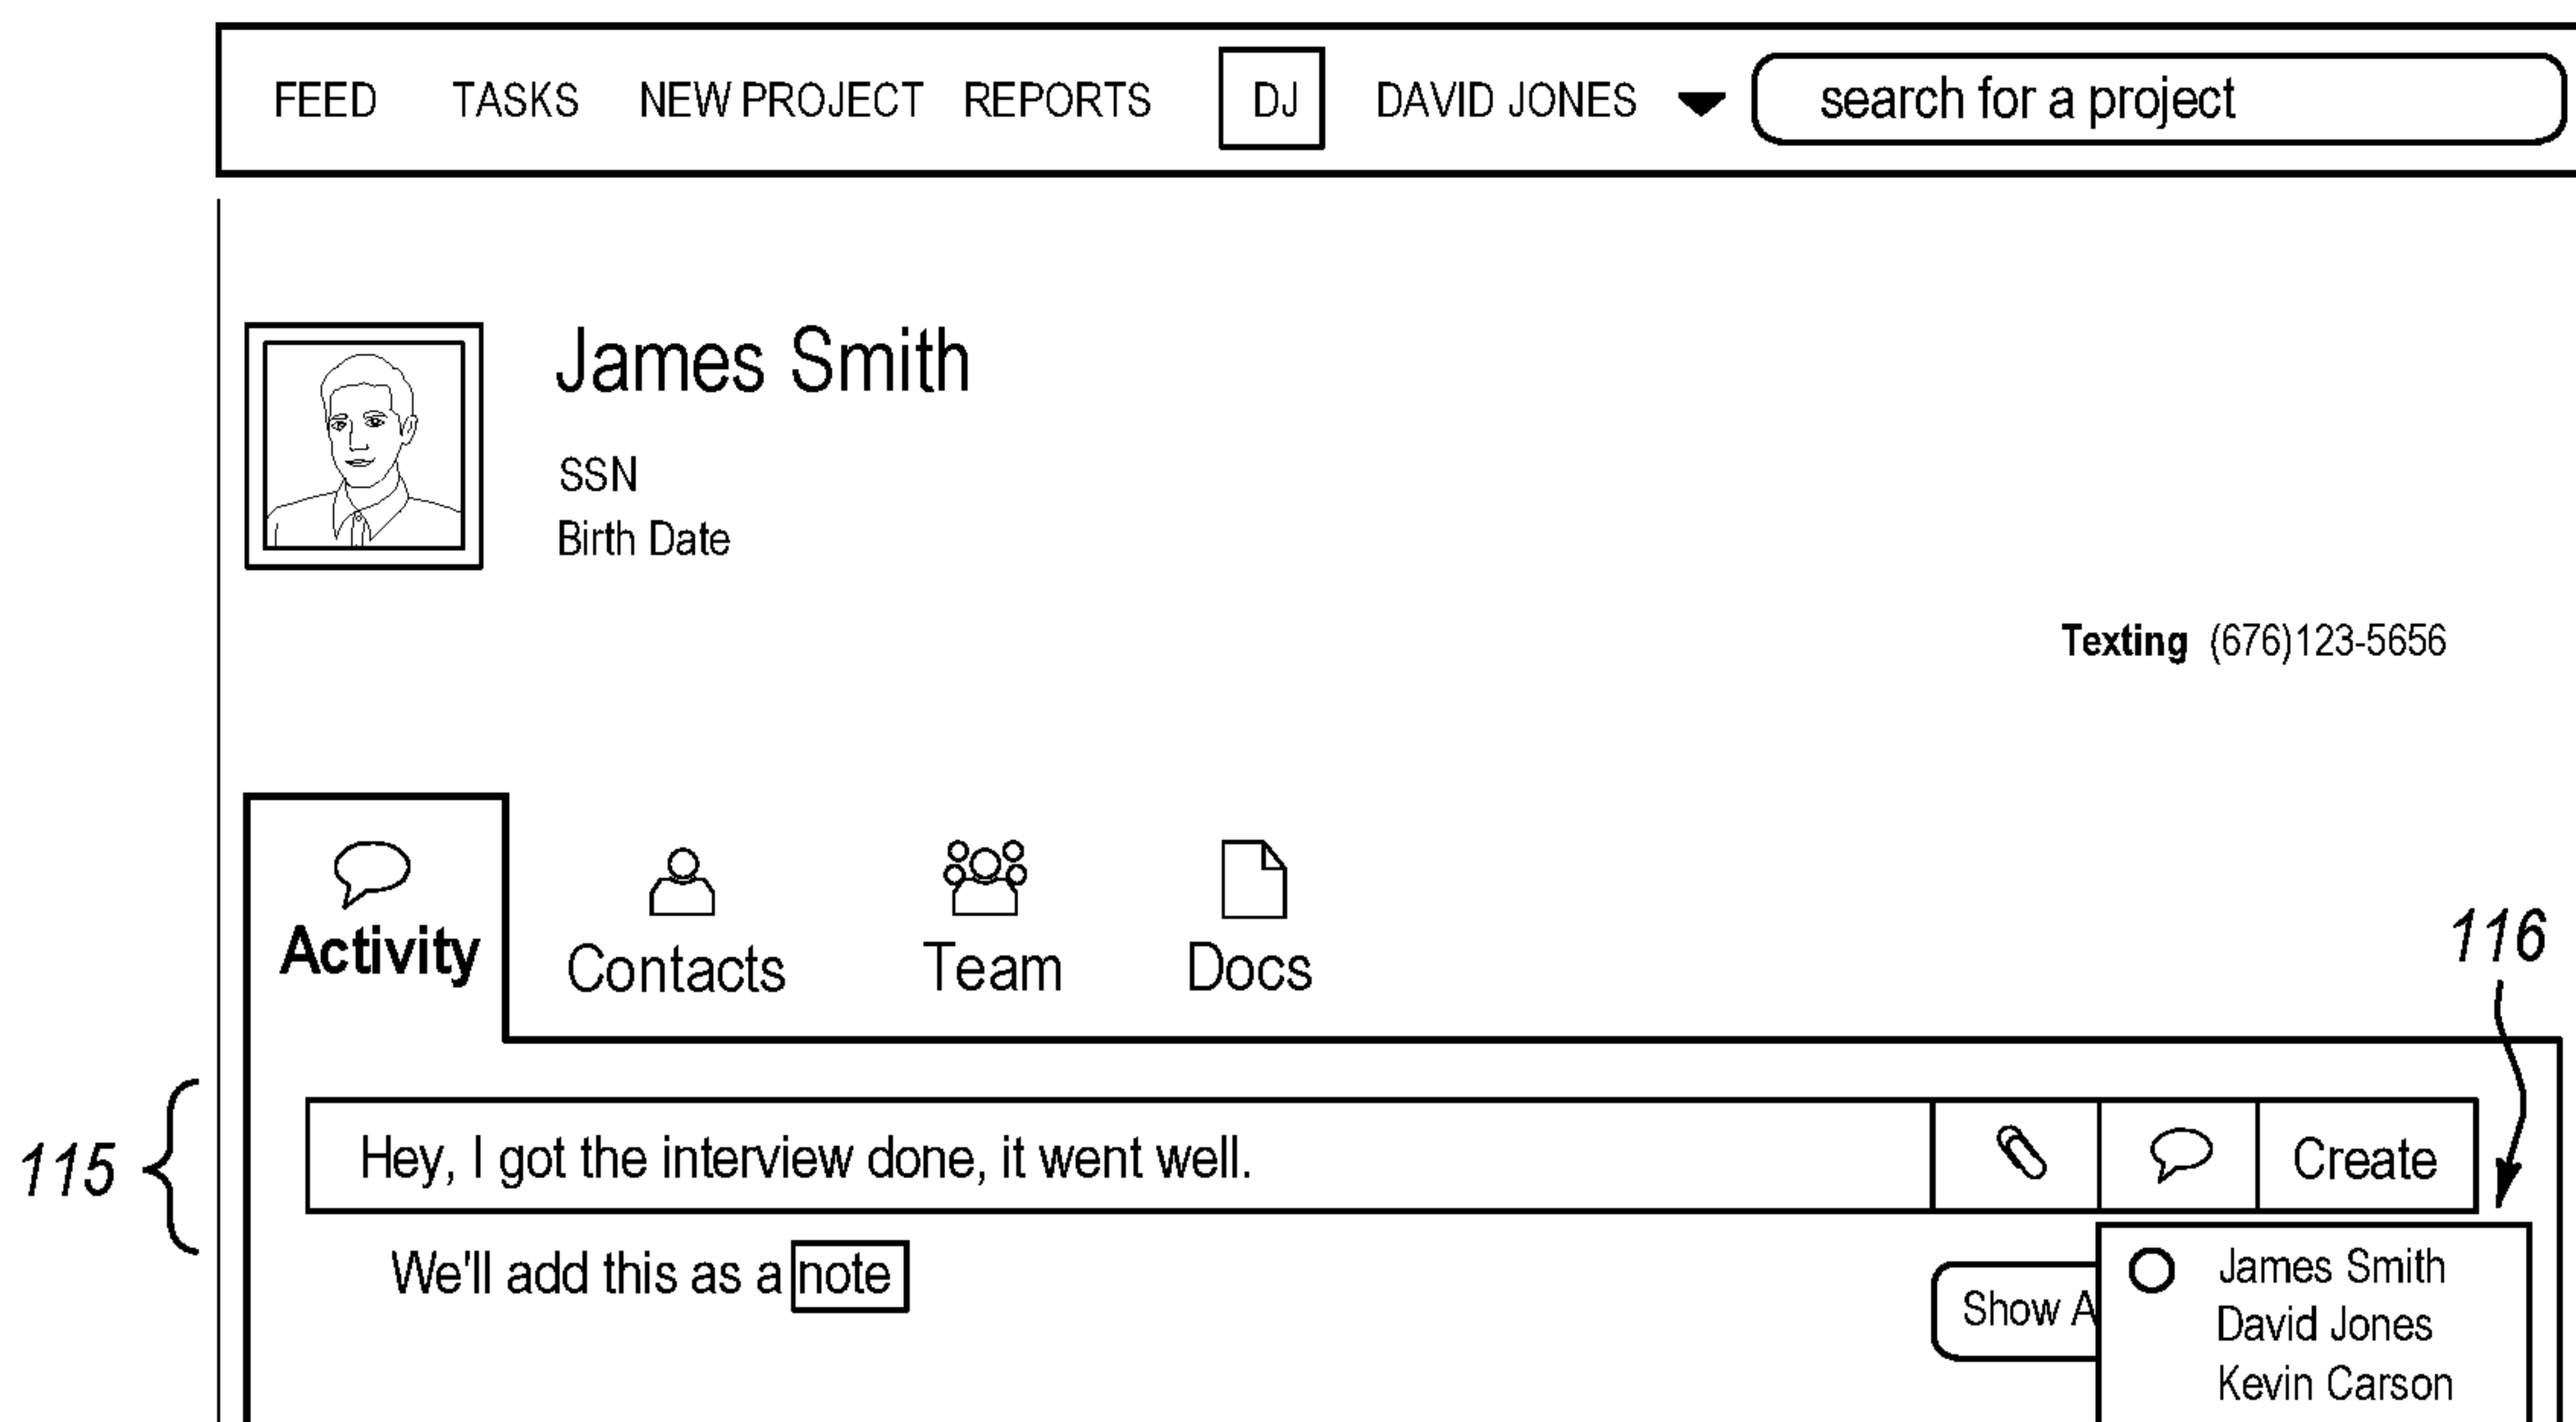 FEED TASKS NEW PROJECT REPORTS DJ DAVID JONES search for a project
James Smith
SSN
Birth Date
Texting (676)123-5656
Activity Contacts Team Docs
116
115
Hey, I got the interview done, it went well. Create
We'll add this as a note
Show A
James Smith
David Jones
Kevin Carson